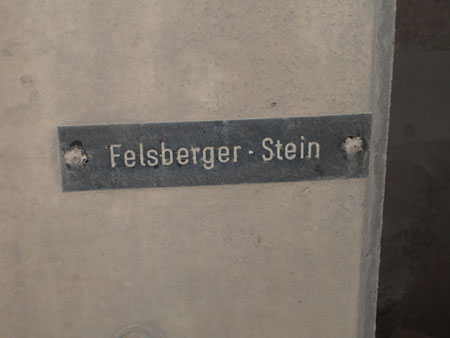 Felsberger - Stein